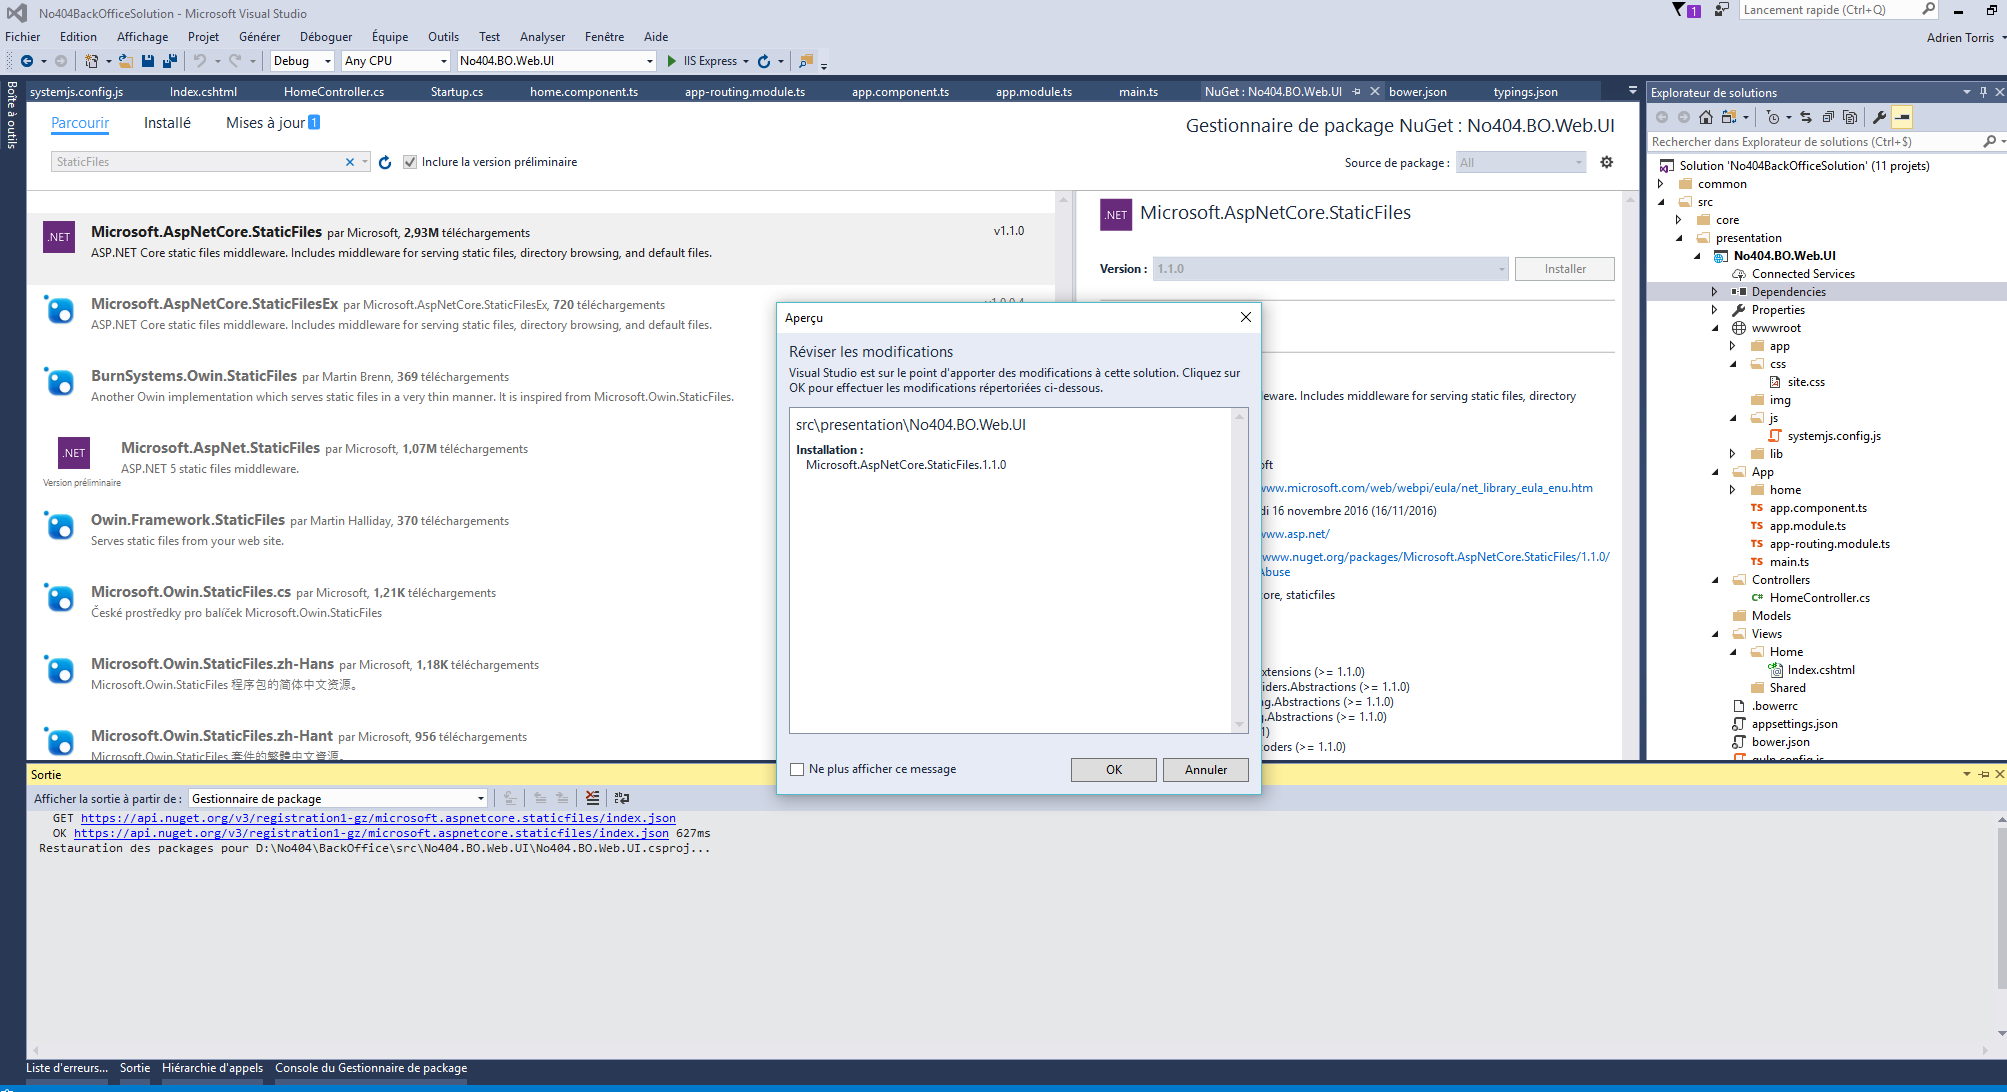 No404BackOfficeSolution - Microsoft Visual Studio
1
Lancement rapide (Ctrl+Q)
Fichier Edition Affichage Projet Générer Déboguer Équipe Outils Test Analyser Fenêtre Aide
Adrien Torris
Debug Any CPU No404.BO.Web.UI IIS Express
Boîte à outils
systemjs.config.js Index.cshtml HomeController.cs Startup.cs home.component.ts app-routing.module.ts app.component.ts app.module.ts main.ts NuGet : No404.BO.Web.UI bower.json typings.json
Parcourir Installé Mises à jour 1
Gestionnaire de package NuGet : No404.BO.Web.UI
StaticFiles
Inclure la version préliminaire
Source de package : All
.NET
Microsoft.AspNetCore.StaticFiles par Microsoft, 2,93M téléchargements
v1.1.0
ASP.NET Core static files middleware. Includes middleware for serving static files, directory browsing, and default files.
Microsoft.AspNetCore.StaticFilesEx par Microsoft.AspNetCore.StaticFilesEx, 720 téléchargements
ASP.NET Core static files middleware. Includes middleware for serving static files, directory browsing, and default files.
BurnSystems.Owin.StaticFiles par Martin Brenn, 369 téléchargements
Another Owin implementation which serves static files in a very thin manner. It is inspired from Microsoft.Owin.StaticFiles.
.NET
Microsoft.AspNet.StaticFiles par Microsoft, 1,07M téléchargements
ASP.NET 5 static files middleware.
Version préliminaire
Owin.Framework.StaticFiles par Martin Halliday, 370 téléchargements
Serves static files from your web site.
Microsoft.Owin.StaticFiles.cs par Microsoft, 1,21K téléchargements
České prostředky pro balíček Microsoft.Owin.StaticFiles
Microsoft.Owin.StaticFiles.zh-Hans par Microsoft, 1,18K téléchargements
Microsoft.Owin.StaticFiles 程序包的简体中文资源。
Microsoft.Owin.StaticFiles.zh-Hant par Microsoft, 956 téléchargements
Microsoft.Owin.StaticFiles 套件的繁體中文資源。
.NET
Microsoft.AspNetCore.StaticFiles
Version : 1.1.0 Installer
ware. Includes middleware for serving static files, directory
oft
www.microsoft.com/web/webpi/eula/net_library_eula_enu.htm
di 16 novembre 2016 (16/11/2016)
www.asp.net/
www.nuget.org/packages/Microsoft.AspNetCore.StaticFiles/1.1.0/
Abuse
ore, staticfiles
xtensions (>= 1.1.0)
iders.Abstractions (>= 1.1.0)
ng.Abstractions (>= 1.1.0)
g.Abstractions (>= 1.1.0)
1)
coders (>= 1.1.0)
Aperçu
Réviser les modifications
Visual Studio est sur le point d'apporter des modifications à cette solution. Cliquez sur
OK pour effectuer les modifications répertoriées ci-dessous.
src\presentation\No404.BO.Web.UI
Installation :
Microsoft.AspNetCore.StaticFiles.1.1.0
Ne plus afficher ce message
OK Annuler
Explorateur de solutions
Rechercher dans Explorateur de solutions (Ctrl+$)
Solution 'No404BackOfficeSolution' (11 projets)
common
src
core
presentation
No404.BO.Web.UI
Connected Services
Dependencies
Properties
wwwroot
app
css
site.css
img
js
systemjs.config.js
lib
App
home
TS app.component.ts
TS app.module.ts
TS app-routing.module.ts
TS main.ts
Controllers
C# HomeController.cs
Models
Views
Home
Index.cshtml
Shared
.bowerrc
appsettings.json
bower.json
gulp.config.js
Sortie
Afficher la sortie à partir de : Gestionnaire de package
GET https://api.nuget.org/v3/registration1-gz/microsoft.aspnetcore.staticfiles/index.json
OK https://api.nuget.org/v3/registration1-gz/microsoft.aspnetcore.staticfiles/index.json 627ms
Restauration des packages pour D:\No404\BackOffice\src\No404.BO.Web.UI\No404.BO.Web.UI.csproj...
Liste d'erreurs... Sortie Hiérarchie d'appels Console du Gestionnaire de package